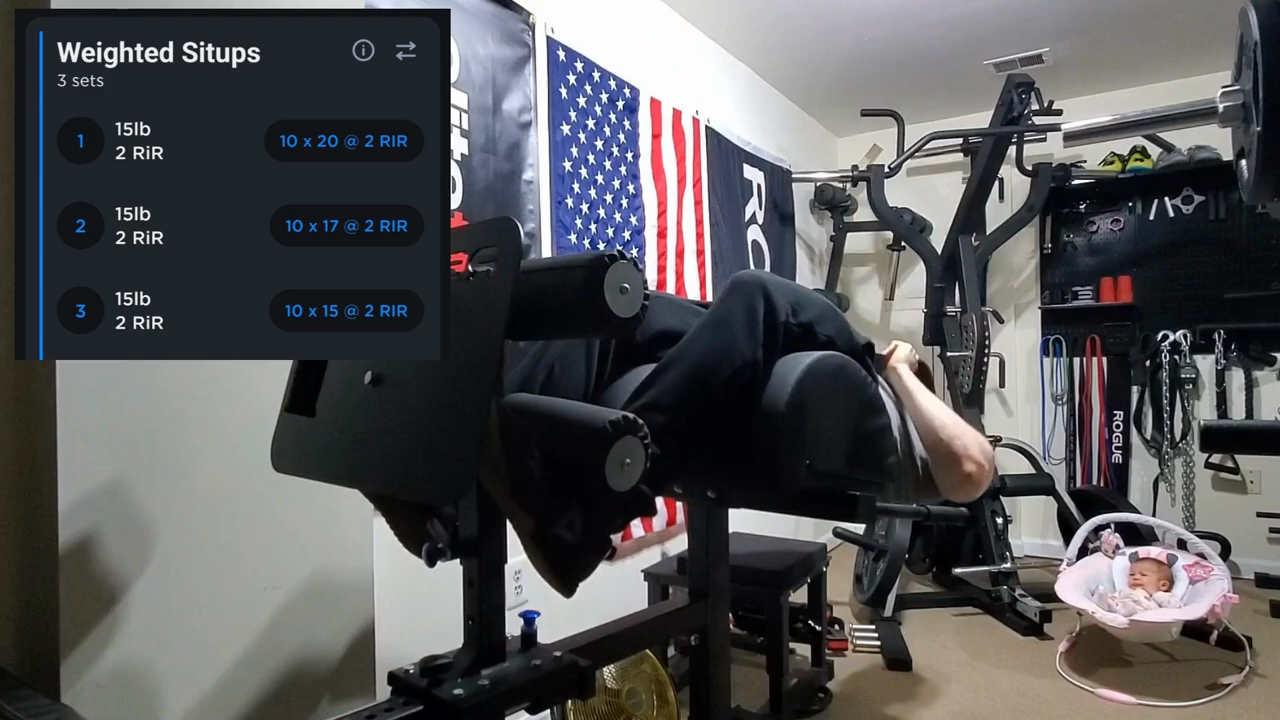 Weighted Situps
3 sets
1
15lb
2 RiR
10 x 20 @ 2 RIR
2
15lb
2 RiR
10 x 17 @ 2 RIR
3
15lb
2 RiR
10 x 15 @ 2 RIR
ROGUE